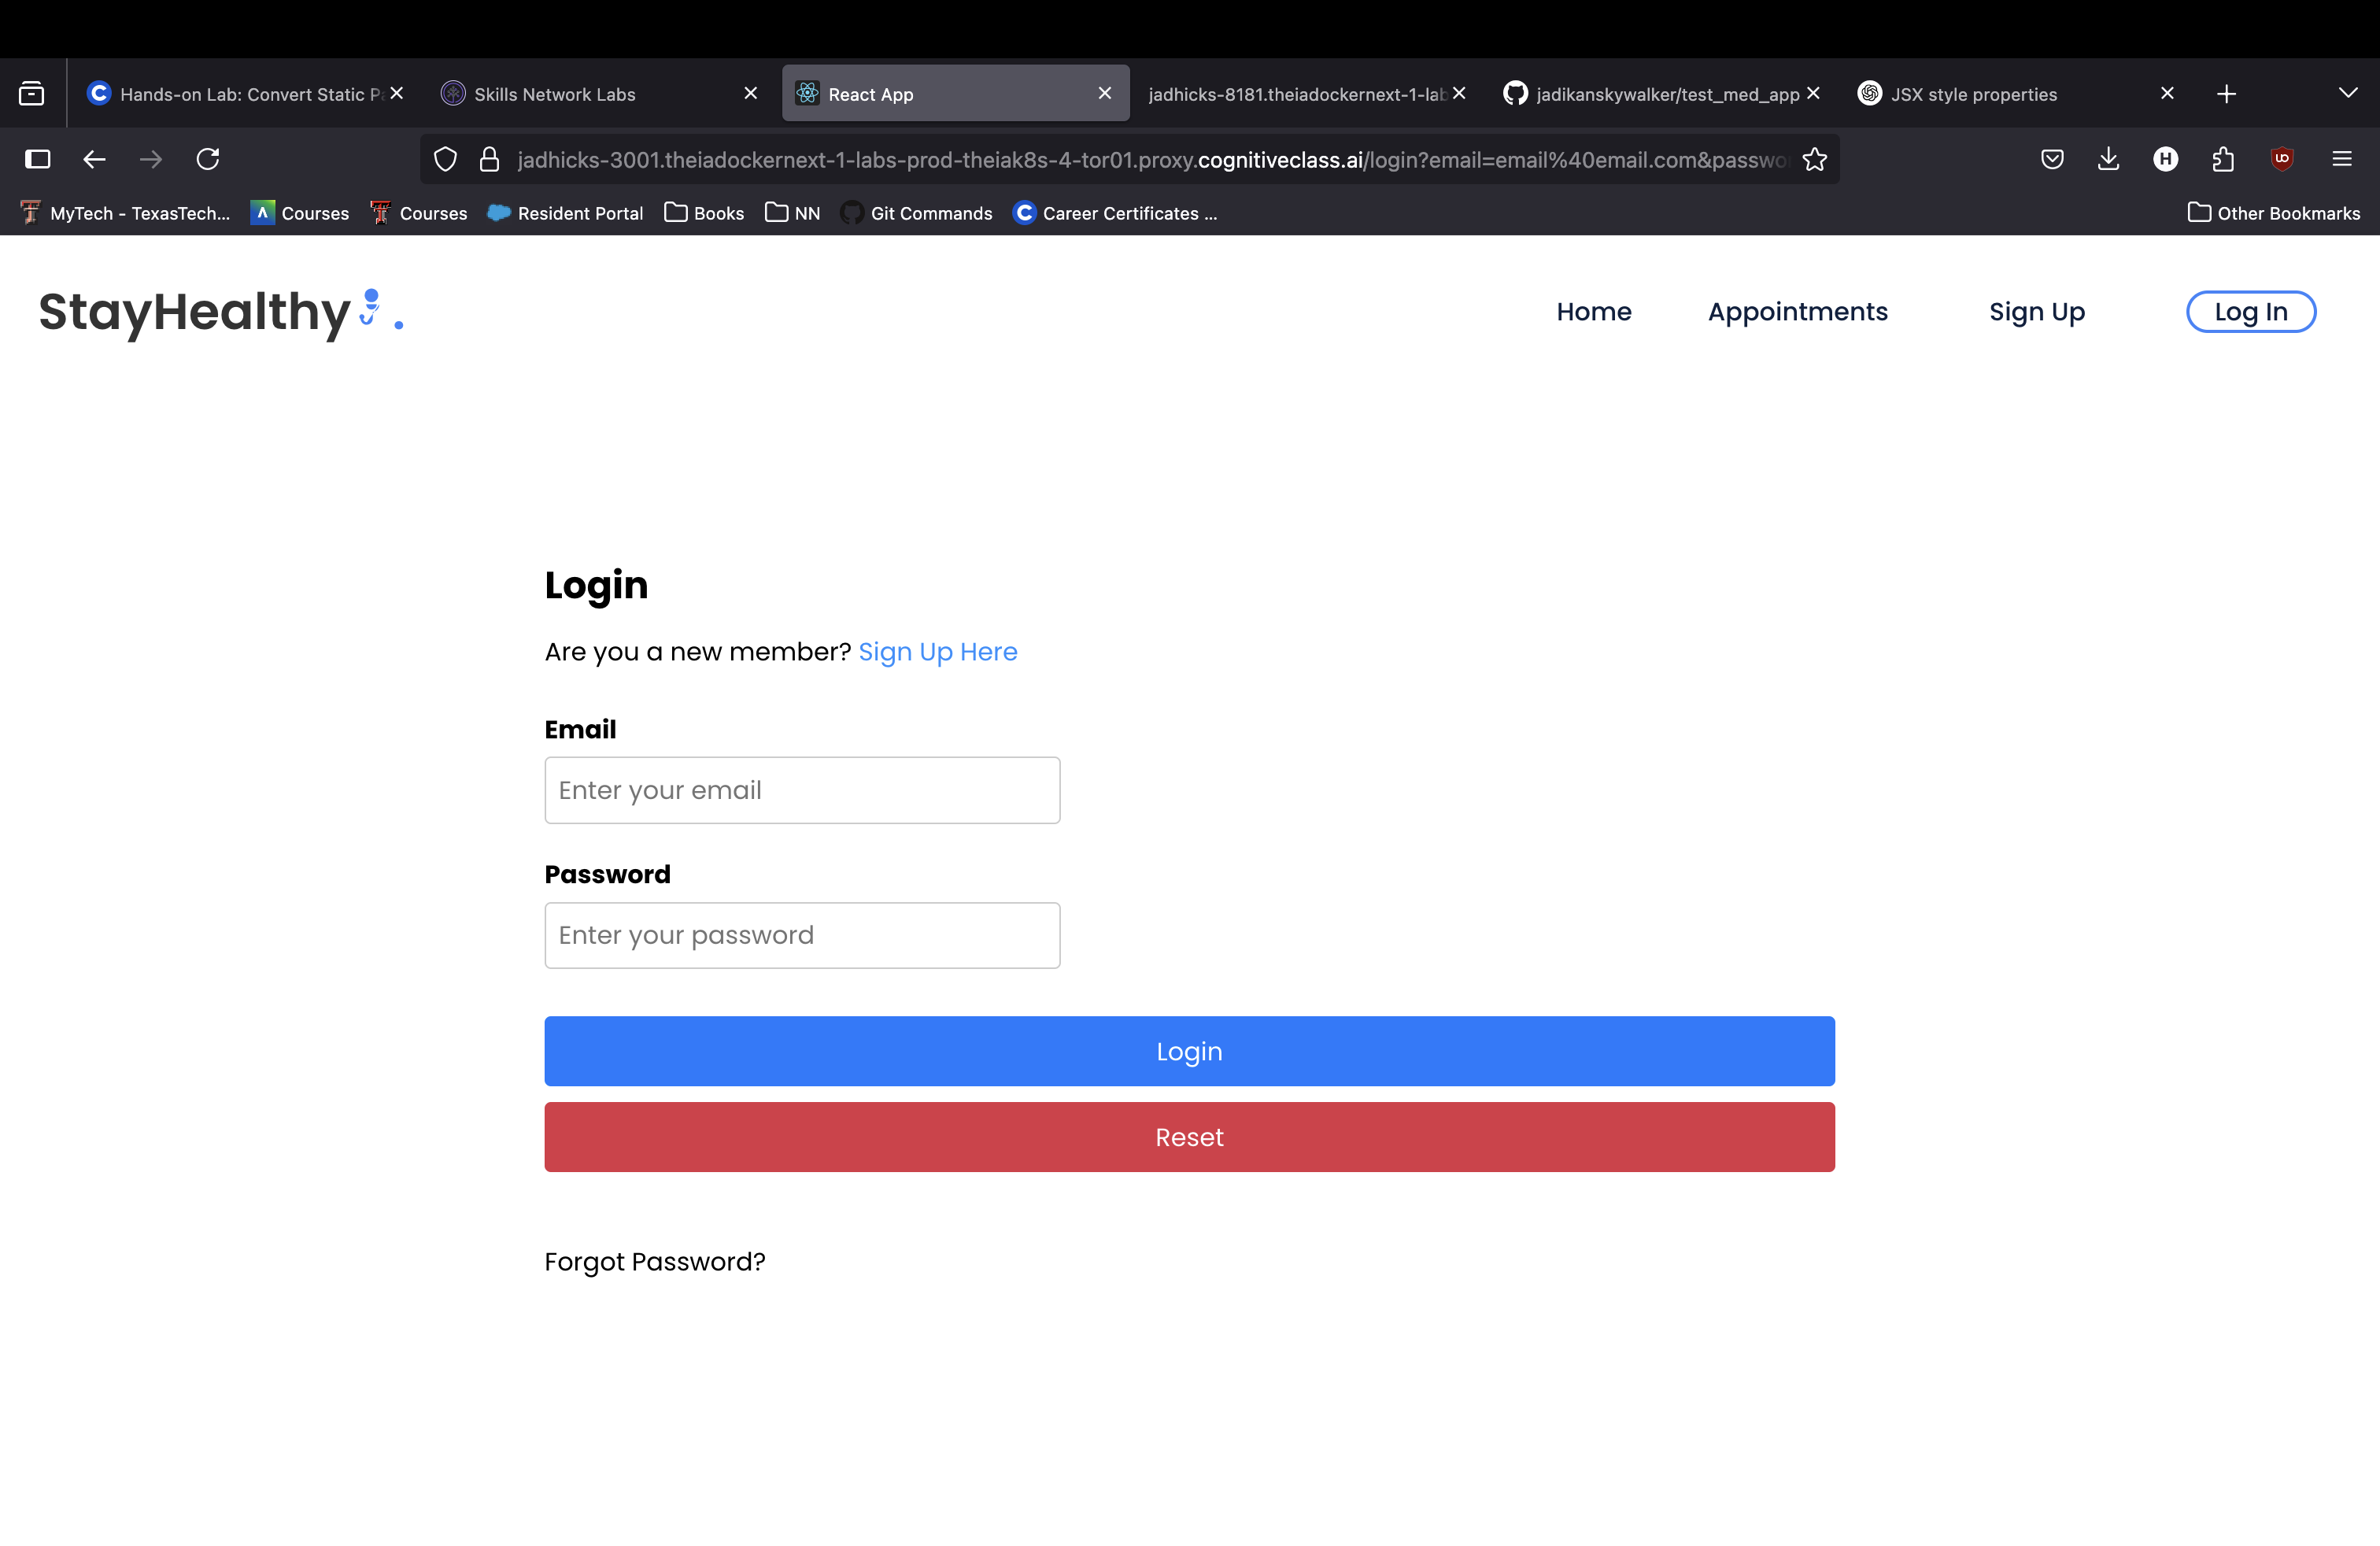 Hands-on Lab: Convert Static Pa
Skills Network Labs
React App
jadhicks-8181.theiadockernext-1-lab
jadikanskywalker/test_med_app
JSX style properties
jadhicks-3001.theiadockernext-1-labs-prod-theiak8s-4-tor01.proxy.cognitiveclass.ai/login?email=email%40email.com&passwo
MyTech - TexasTech...
Courses
Courses
Resident Portal
Books
NN
Git Commands
Career Certificates ...
Other Bookmarks
StayHealthy
Home
Appointments
Sign Up
Log In
Login
Are you a new member? Sign Up Here
Email
Enter your email
Password
Enter your password
Login
Reset
Forgot Password?